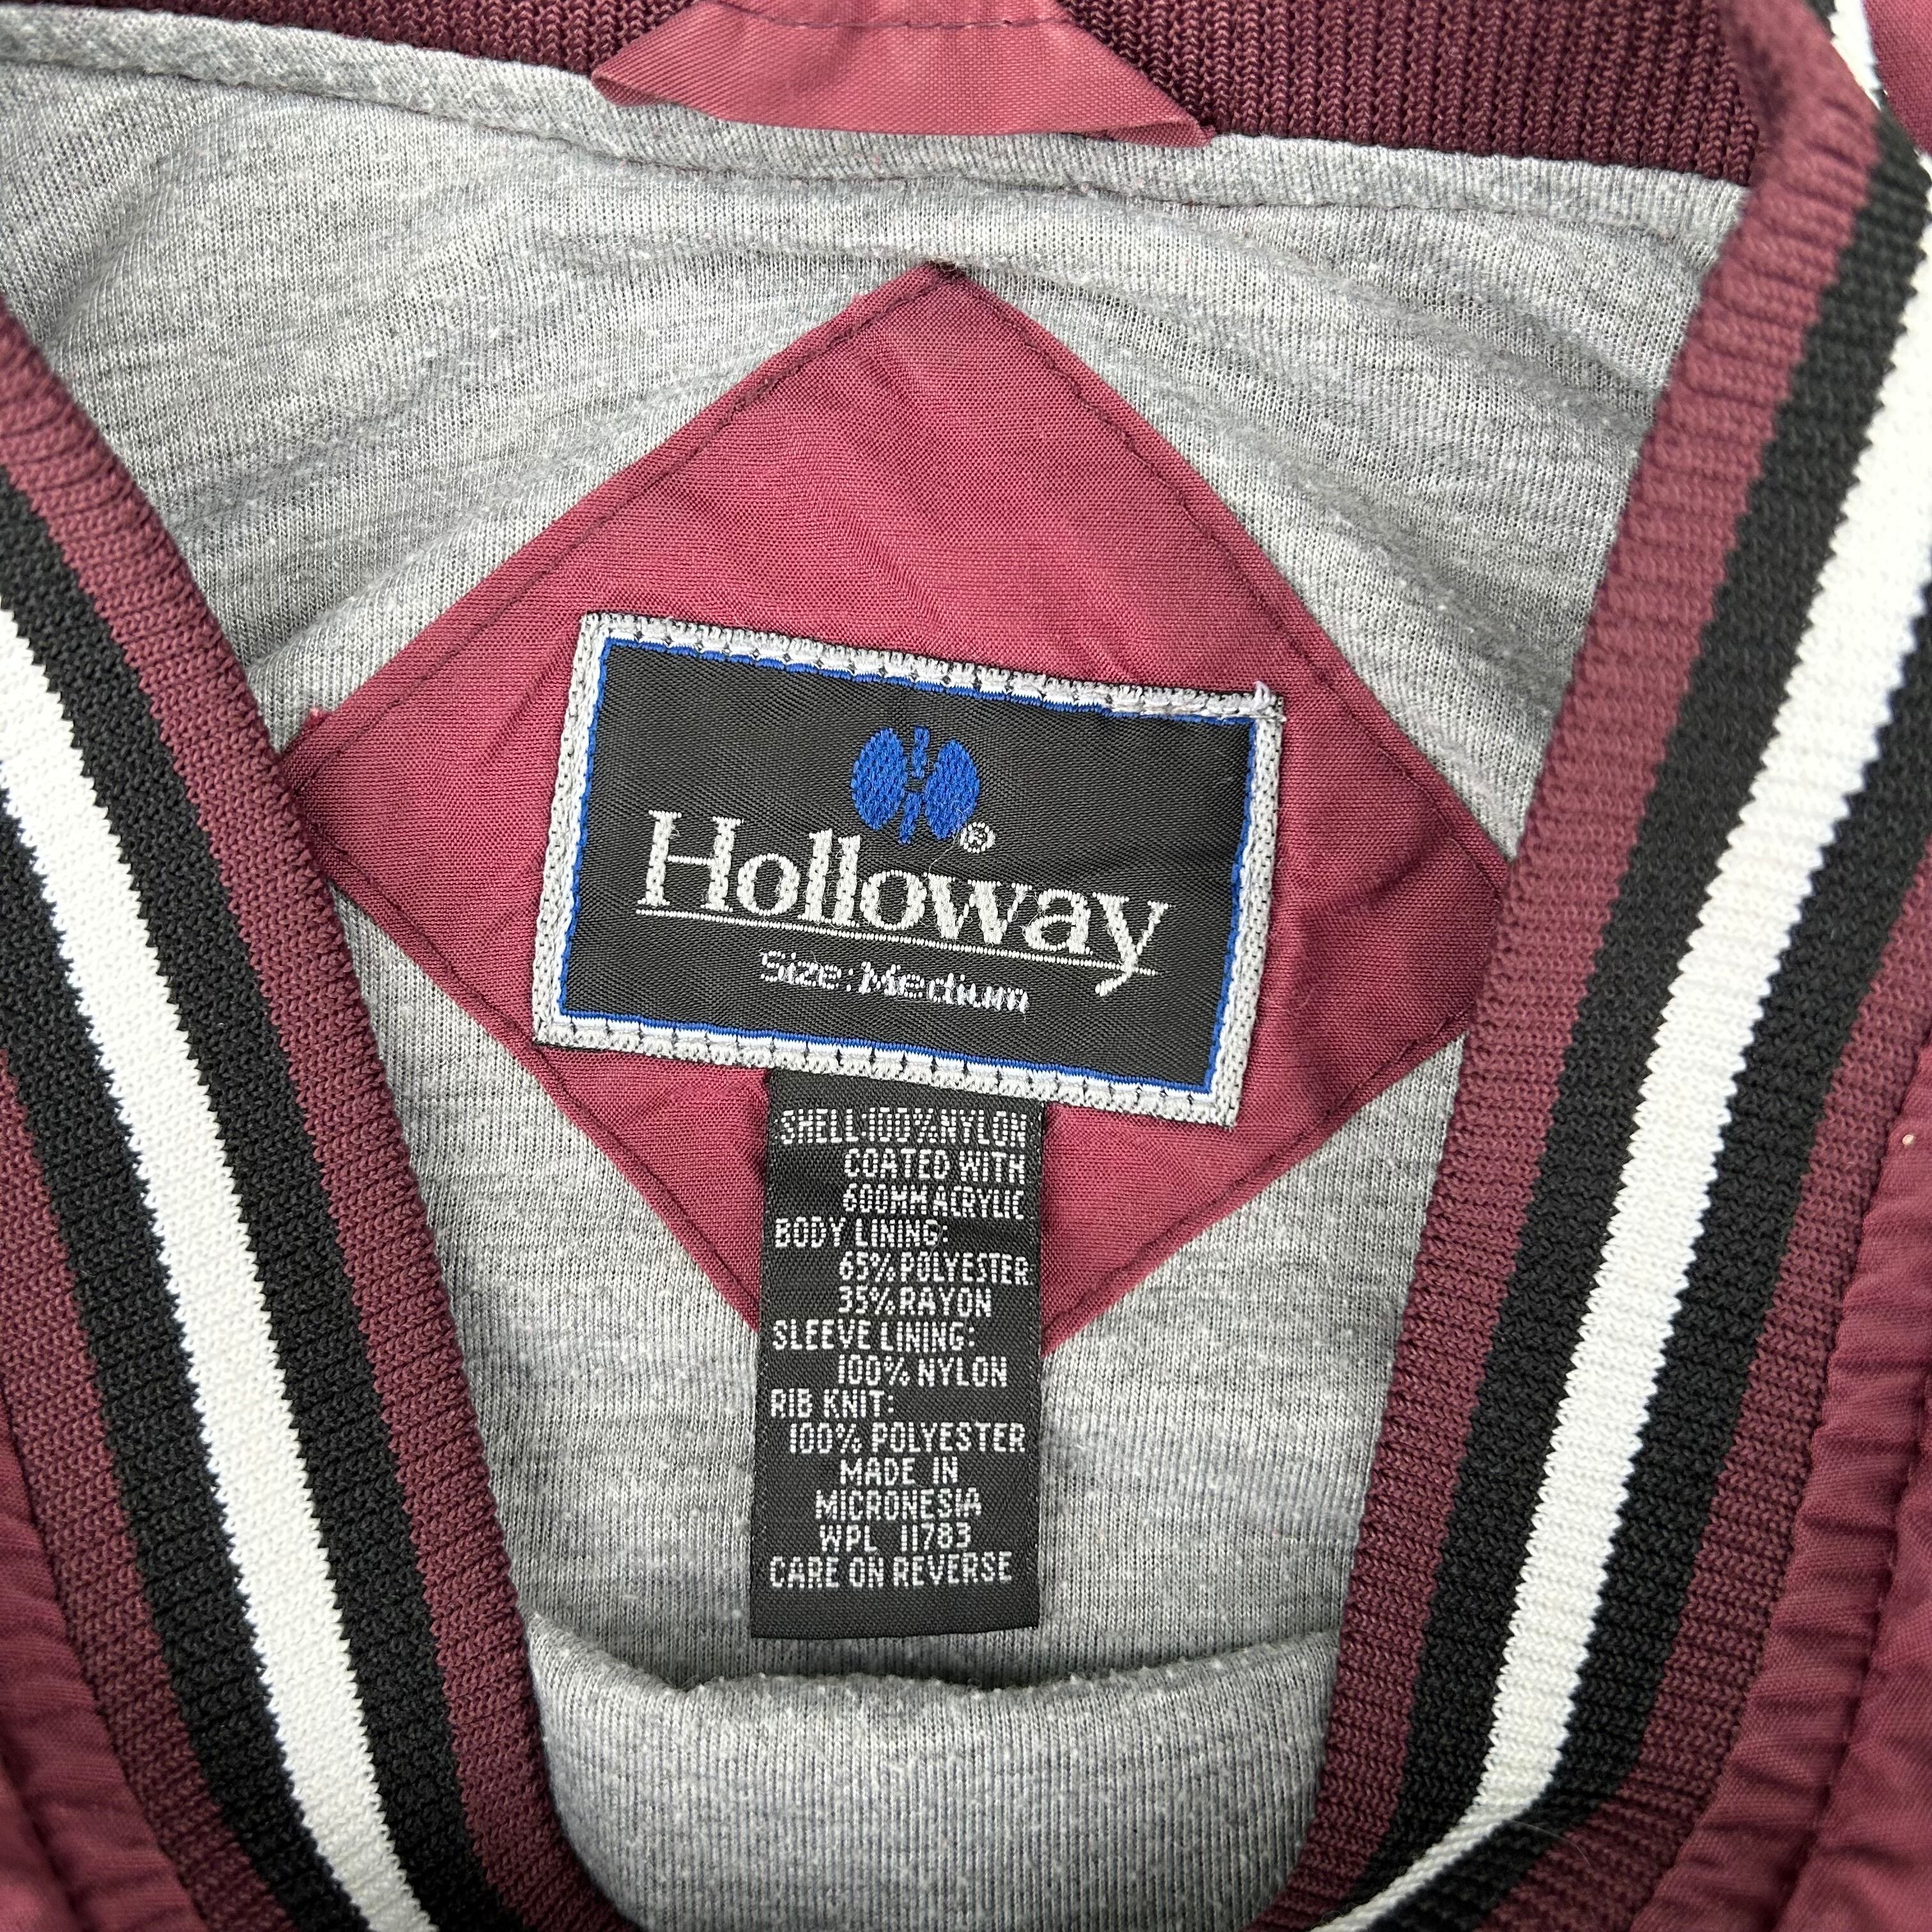 Holloway®
Size: Medium
SHELL 100% NYLON
COATED WITH
600MM ACRYLIC
BODY LINING:
65% POLYESTER
35% RAYON
SLEEVE LINING:
100% NYLON
RIB KNIT:
100% POLYESTER
MADE IN
MICRONESIA
WPL 11783
CARE ON REVERSE